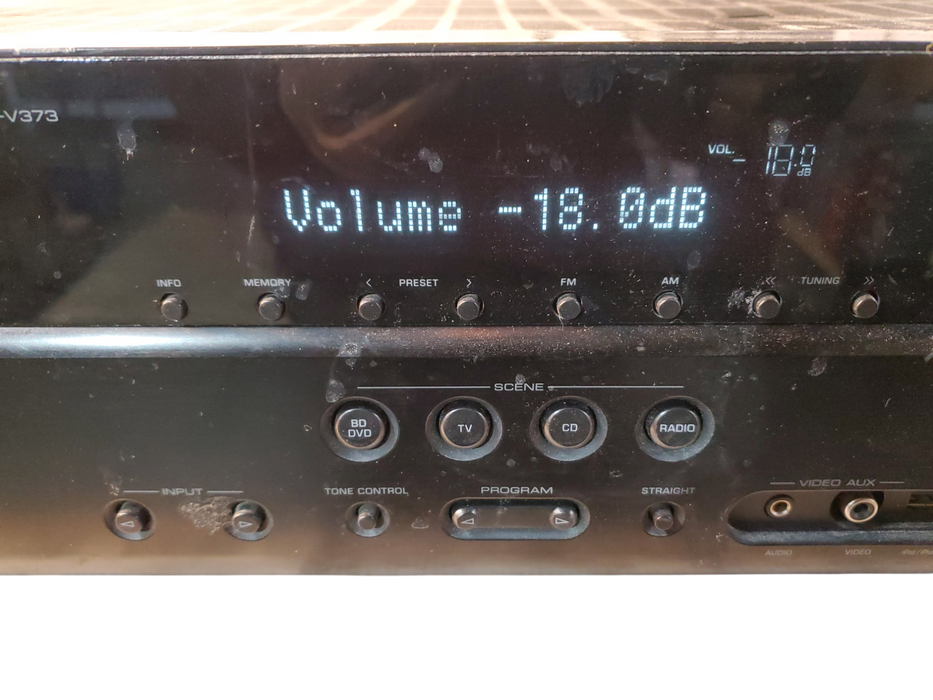 -V373
VOL. -18.0 dB
Volume -18.0dB
INFO MEMORY < PRESET > FM AM << TUNING >>
SCENE
BD DVD TV CD RADIO
INPUT TONE CONTROL PROGRAM STRAIGHT VIDEO AUX
AUDIO VIDEO